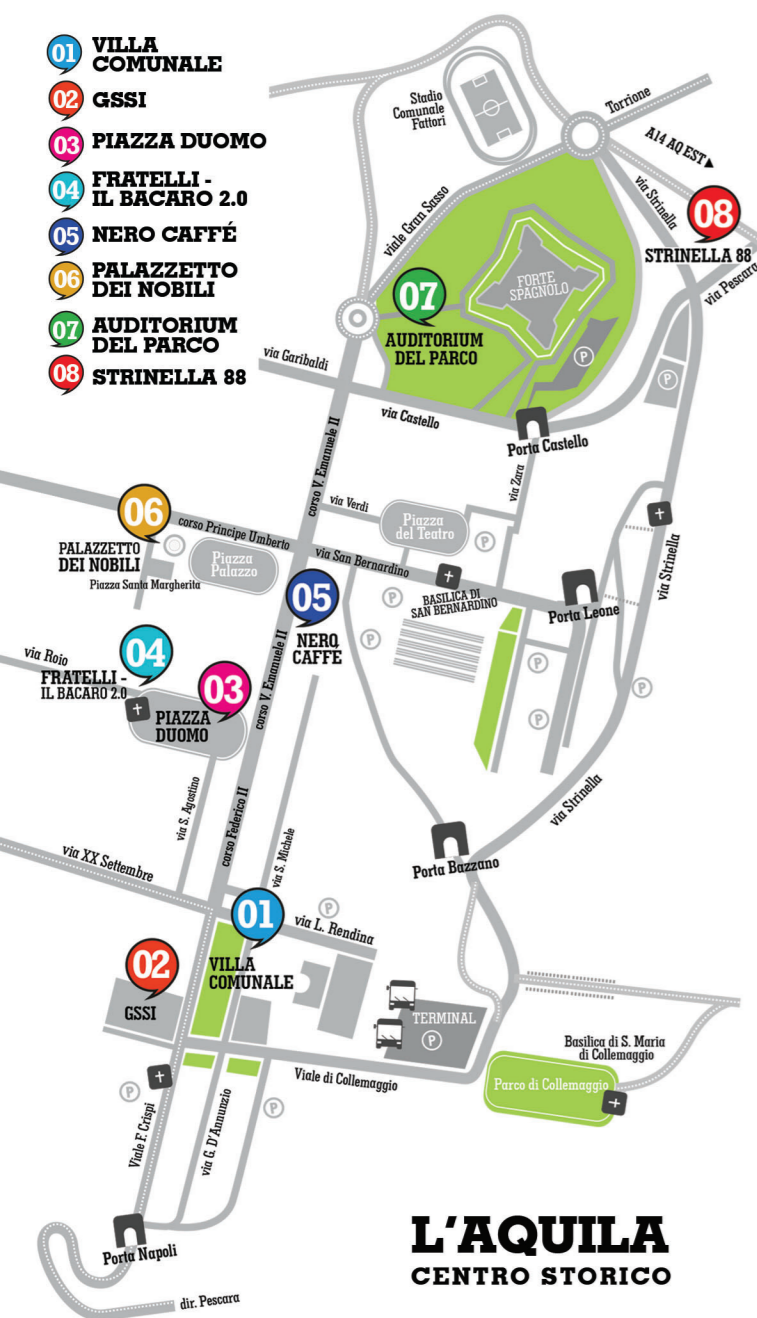 01 VILLA
COMUNALE
02 GSSI
03 PIAZZA DUOMO
04 FRATELLI -
IL BACARO 2.0
05 NERO CAFFÉ
06 PALAZZETTO
DEI NOBILI
07 AUDITORIUM
DEL PARCO
08 STRINELLA 88
Stadio
Comunale
Fattori
Torrione
A14 AQ EST
via Strinella
08
STRINELLA 88
via Pescara
viale Gran Sasso
FORTE
SPAGNOLO
07
AUDITORIUM
DEL PARCO
P
P
via Garibaldi
via Castello
Porta Castello
corso V. Emanuele II
via Zara
via Verdi
Piazza
del Teatro
P
06
corso Principe Umberto
PALAZZETTO
DEI NOBILI
Piazza
Palazzo
Piazza Santa Margherita
via San Bernardino
BASILICA DI
SAN BERNARDINO
Porta Leone
via Strinella
05
NERO
CAFFE
P
P
P
P
P
P
via Roio
04
FRATELLI -
IL BACARO 2.0
03
PIAZZA
DUOMO
corso V. Emanuele II
via S. Agostino
corso Federico II
via S. Michele
via Strinella
Porta Bazzano
via XX Settembre
01
VILLA
COMUNALE
P
via L. Rendina
02
GSSI
TERMINAL
P
Viale di Collemaggio
Basilica di S. Maria
di Collemaggio
Parco di Collemaggio
P
P
Viale F. Crispi
via G. D'Annunzio
Porta Napoli
dir. Pescara
L'AQUILA
CENTRO STORICO